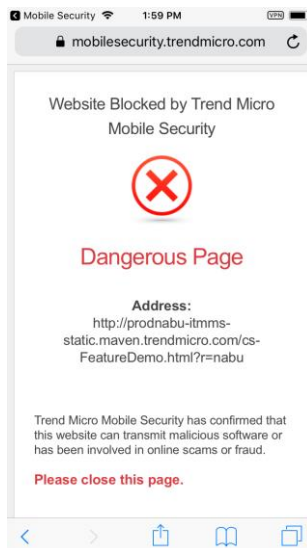 Mobile Security 1:59 PM VPN
mobilesecurity.trendmicro.com
Website Blocked by Trend Micro
Mobile Security
Dangerous Page
Address:
http://prodnabu-itmms-
static.maven.trendmicro.com/cs-
FeatureDemo.html?r=nabu
Trend Micro Mobile Security has confirmed that
this website can transmit malicious software or
has been involved in online scams or fraud.
Please close this page.